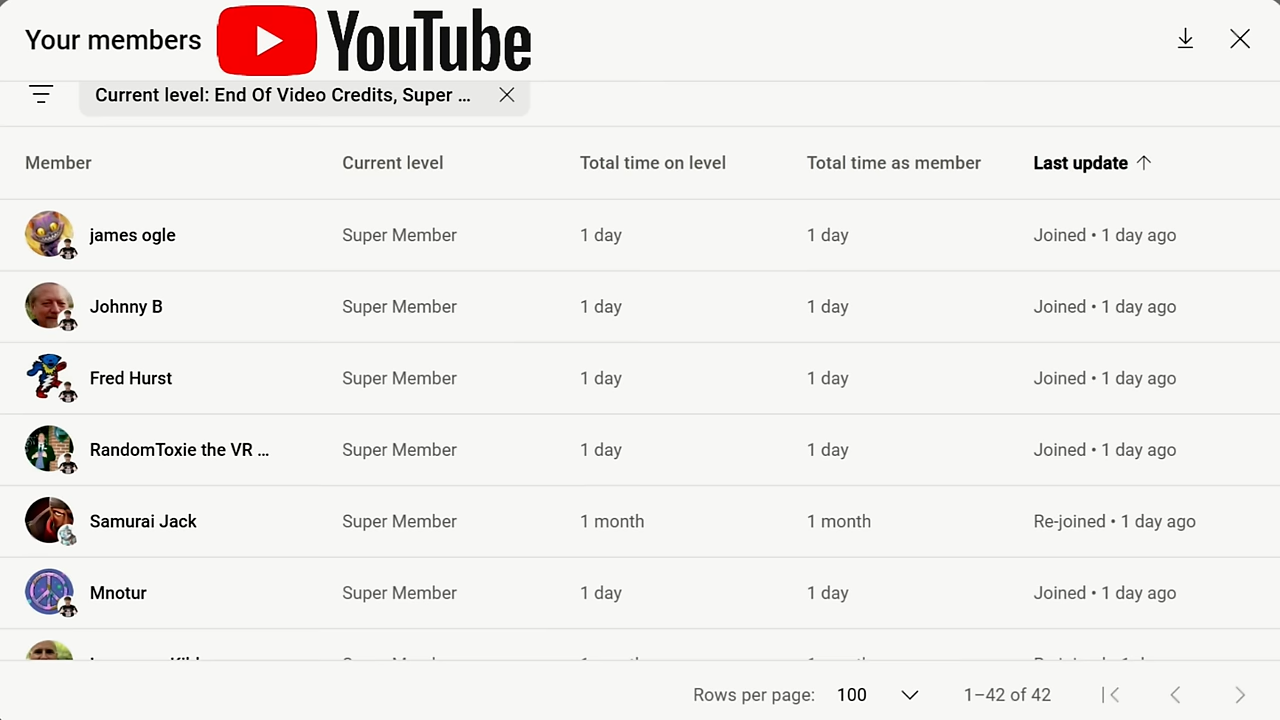 Your members YouTube
Current level: End Of Video Credits, Super ...
Member Current level Total time on level Total time as member Last update
james ogle Super Member 1 day 1 day Joined • 1 day ago
Johnny B Super Member 1 day 1 day Joined • 1 day ago
Fred Hurst Super Member 1 day 1 day Joined • 1 day ago
RandomToxie the VR ... Super Member 1 day 1 day Joined • 1 day ago
Samurai Jack Super Member 1 month 1 month Re-joined • 1 day ago
Mnotur Super Member 1 day 1 day Joined • 1 day ago
Rows per page: 100 1–42 of 42